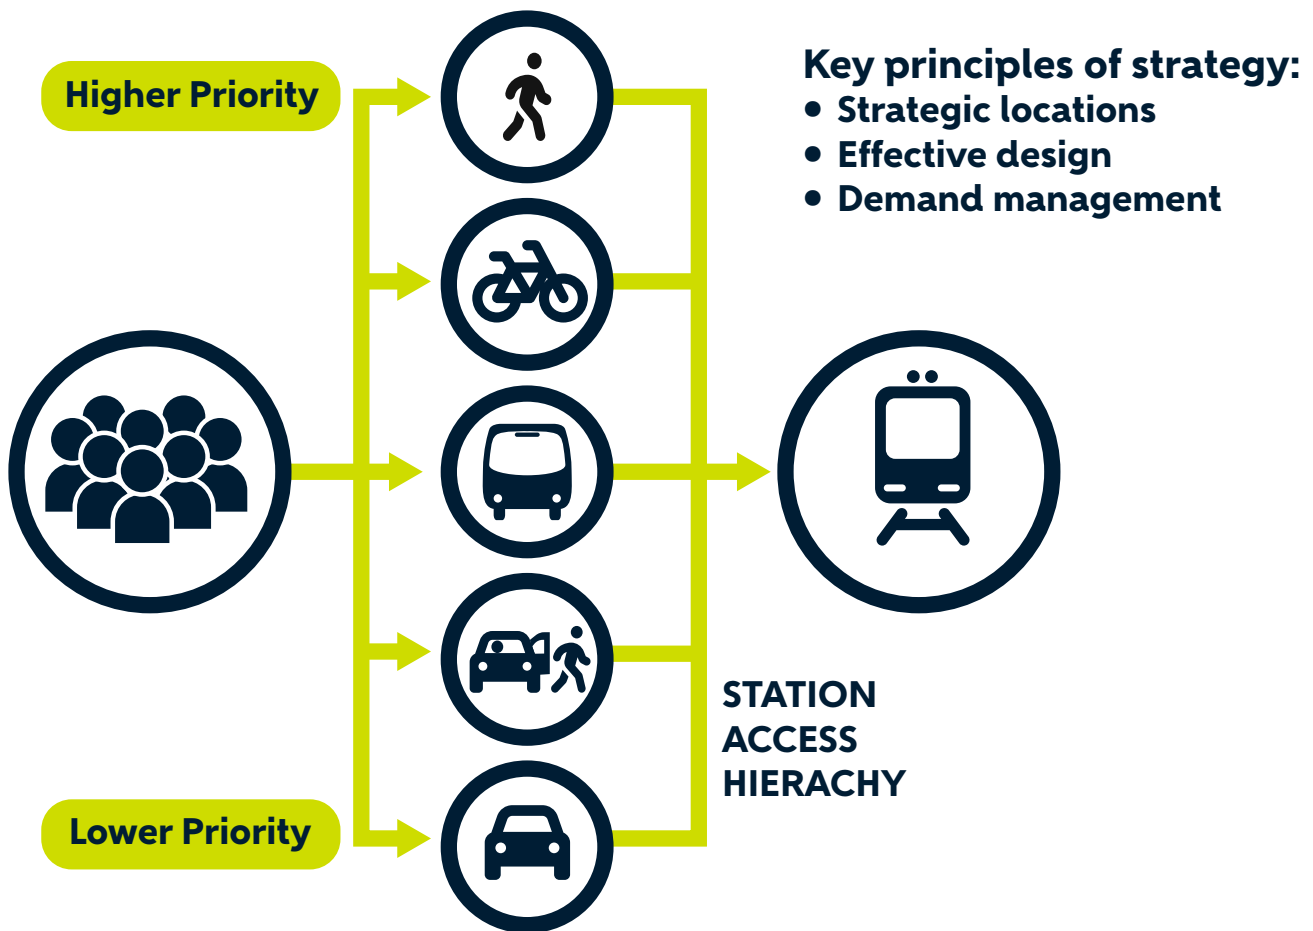 Higher Priority
Key principles of strategy:
• Strategic locations
• Effective design
• Demand management
STATION
ACCESS
HIERACHY
Lower Priority